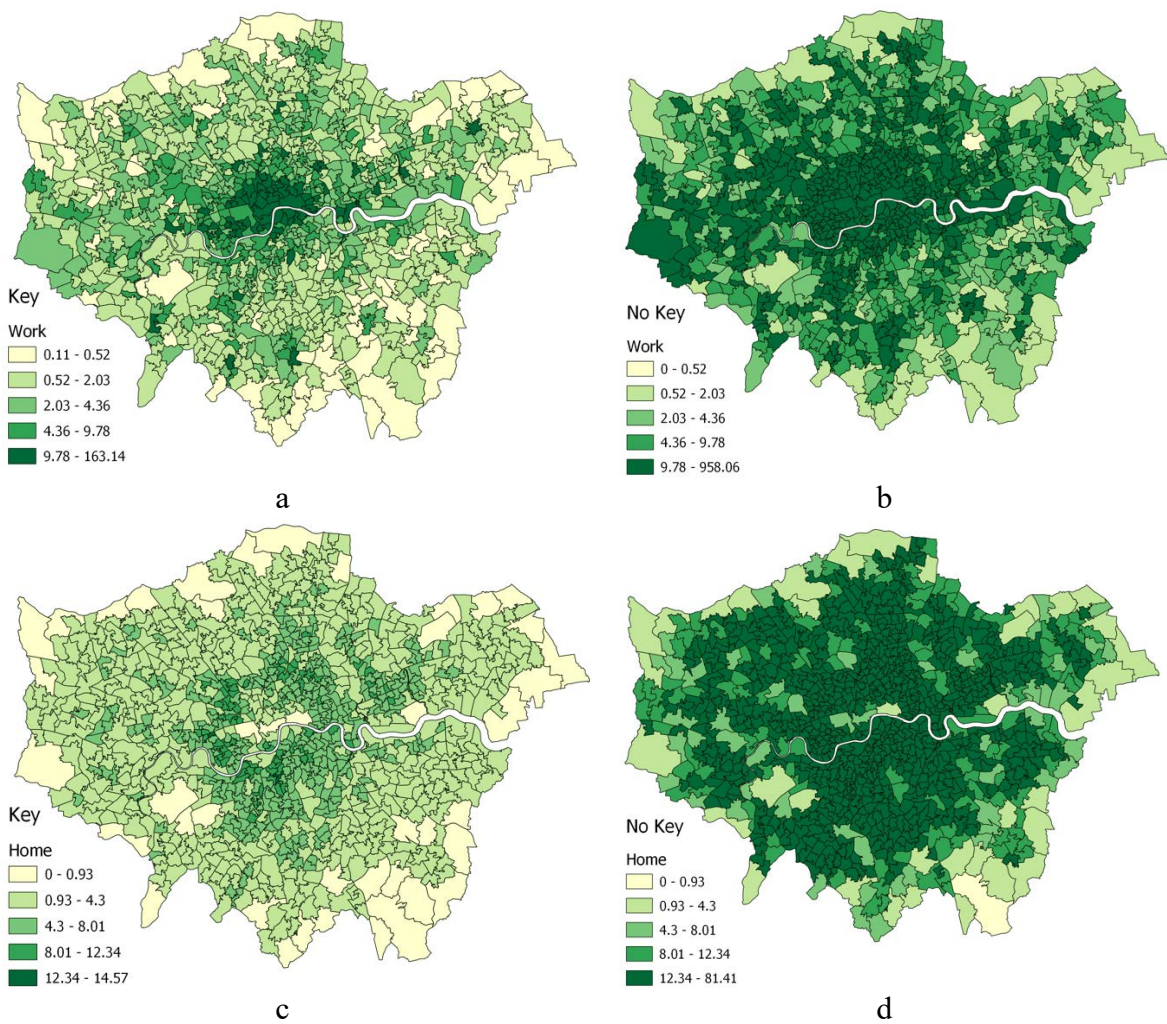 Key
Work
0.11 - 0.52
0.52 - 2.03
2.03 - 4.36
4.36 - 9.78
9.78 - 163.14
a
No Key
Work
0 - 0.52
0.52 - 2.03
2.03 - 4.36
4.36 - 9.78
9.78 - 958.06
b
Key
Home
0 - 0.93
0.93 - 4.3
4.3 - 8.01
8.01 - 12.34
12.34 - 14.57
c
No Key
Home
0 - 0.93
0.93 - 4.3
4.3 - 8.01
8.01 - 12.34
12.34 - 81.41
d